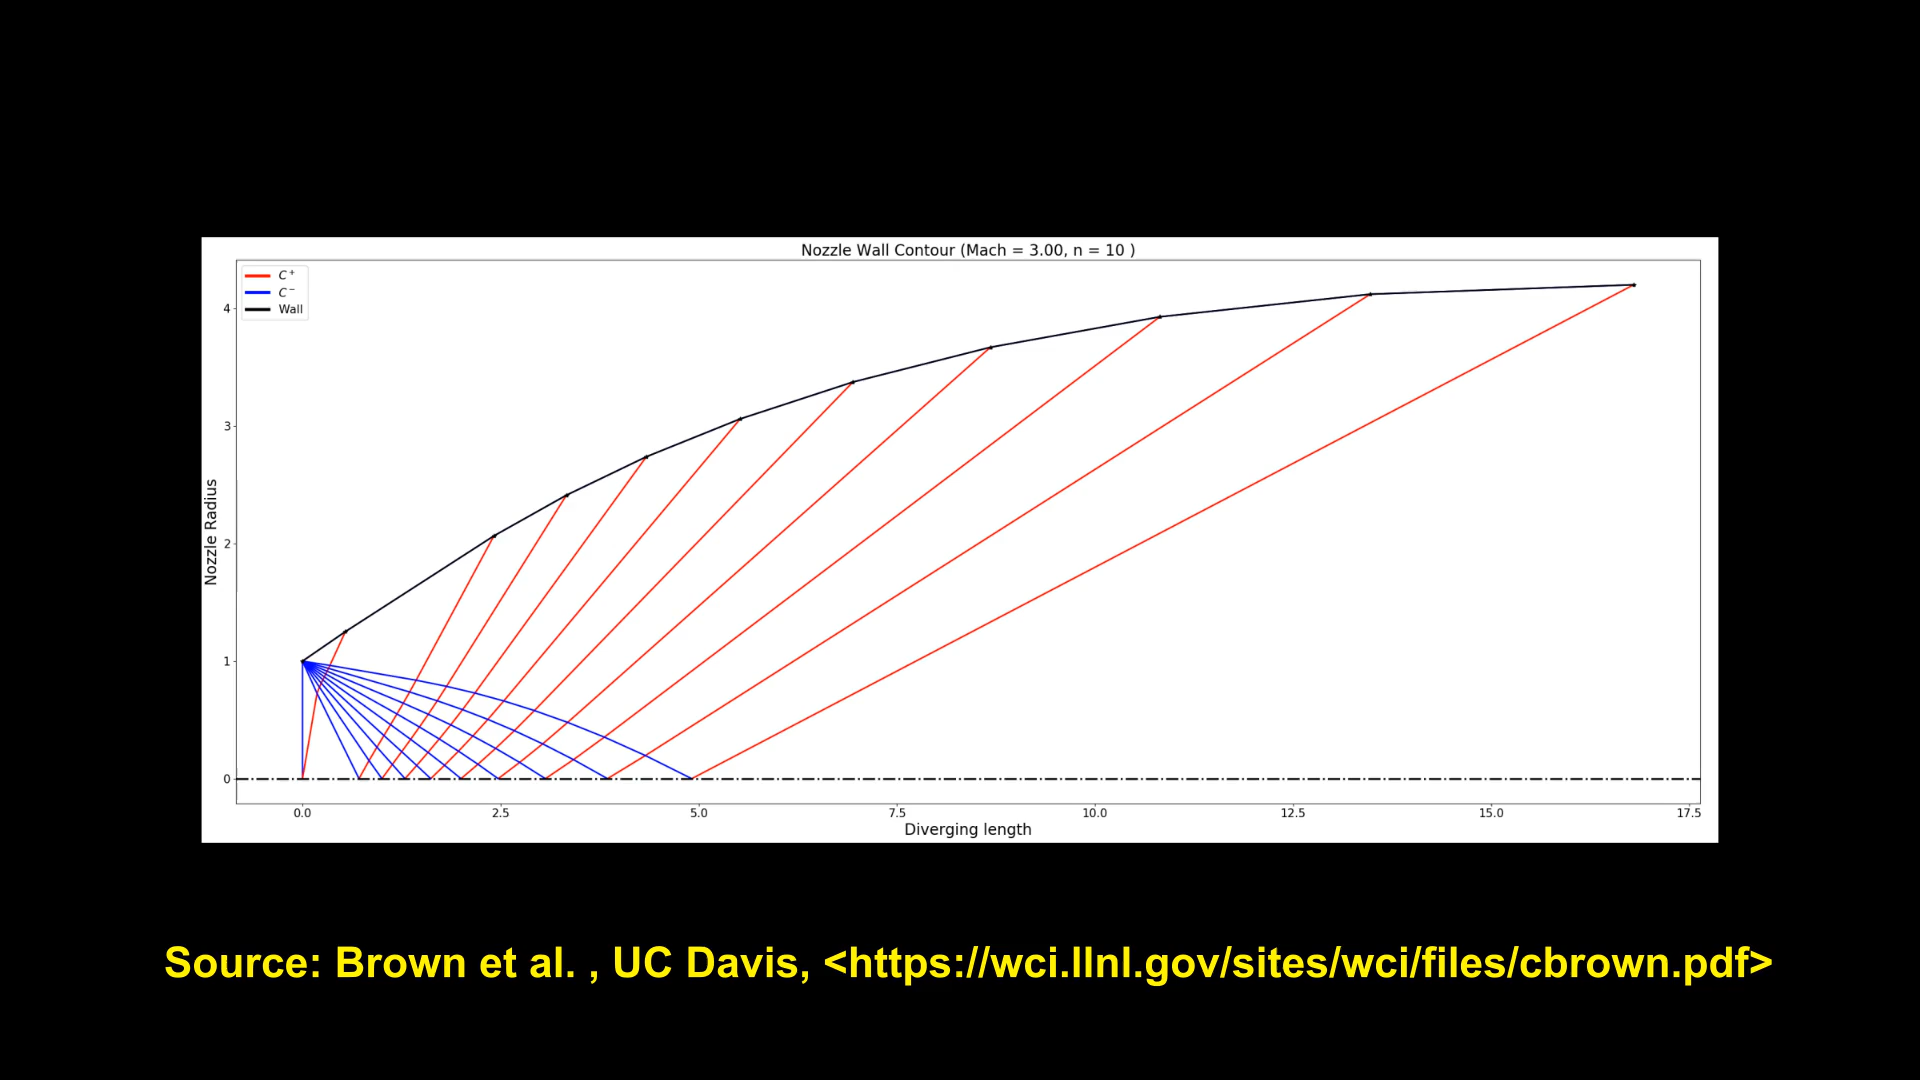 Nozzle Wall Contour (Mach = 3.00, n = 10 )
C+
C−
Wall
Nozzle Radius
4
3
2
1
0
0.0 2.5 5.0 7.5 10.0 12.5 15.0 17.5
Diverging length
Source: Brown et al. , UC Davis, <https://wci.llnl.gov/sites/wci/files/cbrown.pdf>